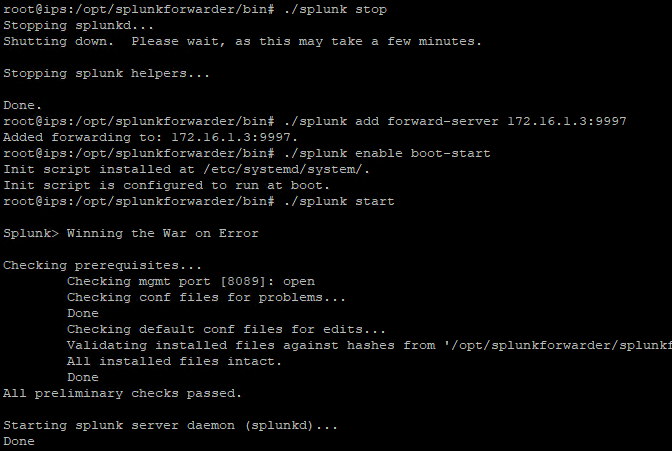 root@ips:/opt/splunkforwarder/bin# ./splunk stop
Stopping splunkd...
Shutting down.  Please wait, as this may take a few minutes.
Stopping splunk helpers...
Done.
root@ips:/opt/splunkforwarder/bin# ./splunk add forward-server 172.16.1.3:9997
Added forwarding to: 172.16.1.3:9997.
root@ips:/opt/splunkforwarder/bin# ./splunk enable boot-start
Init script installed at /etc/systemd/system/.
Init script is configured to run at boot.
root@ips:/opt/splunkforwarder/bin# ./splunk start
Splunk> Winning the War on Error
Checking prerequisites...
Checking mgmt port [8089]: open
Checking conf files for problems...
Done
Checking default conf files for edits...
Validating installed files against hashes from '/opt/splunkforwarder/splunkf
All installed files intact.
Done
All preliminary checks passed.
Starting splunk server daemon (splunkd)...
Done